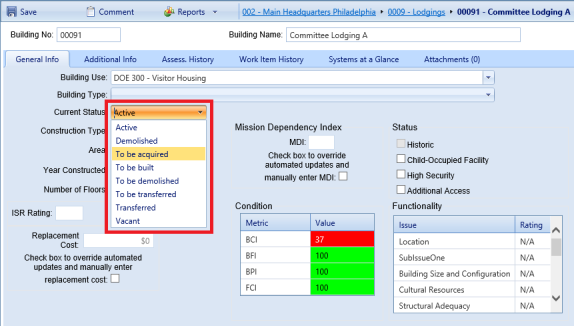 Save Comment Reports 002 - Main Headquarters Philadelphia 0009 - Lodgings 00091 - Committee Lodging A
Building No: 00091 Building Name: Committee Lodging A
General Info Additional Info Assess. History Work Item History Systems at a Glance Attachments (0)
Building Use: DOE 300 - Visitor Housing
Building Type:
Current Status: Active
Construction Type
Area
Year Constructed
Number of Floors
Active
Demolished
To be acquired
To be built
To be demolished
To be transferred
Transferred
Vacant
ISR Rating:
Replacement
Cost: $0
Check box to override automated
updates and manually enter
replacement cost:
Mission Dependency Index
MDI:
Check box to override
automated updates and
manually enter MDI:
Status
Historic
Child-Occupied Facility
High Security
Additional Access
Condition
Metric Value
BCI 37
BFI 100
BPI 100
FCI 100
Functionality
Issue Rating
Location N/A
SubIssueOne N/A
Building Size and Configuration N/A
Cultural Resources N/A
Structural Adequacy N/A